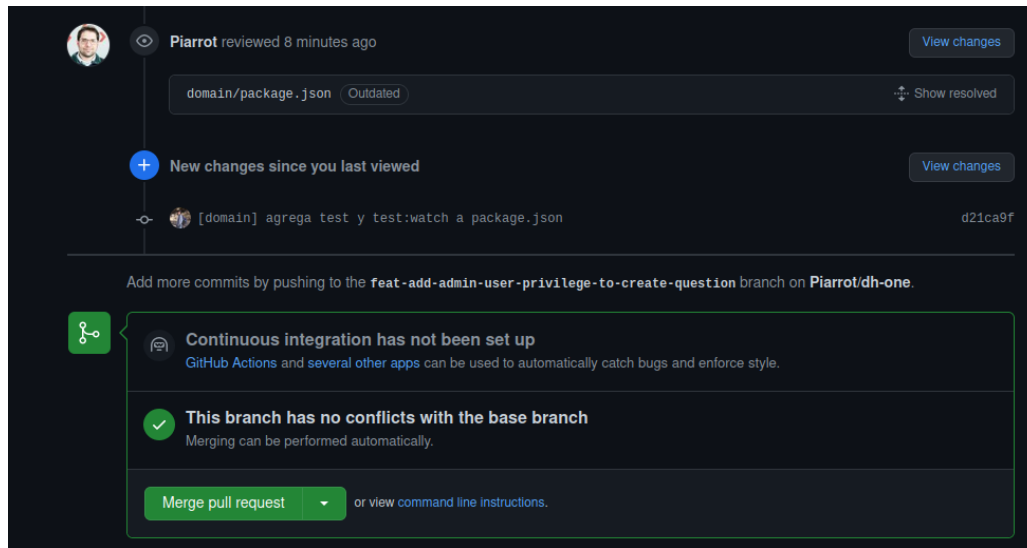 Piarrot reviewed 8 minutes ago
View changes
domain/package.json Outdated
Show resolved
New changes since you last viewed
View changes
[domain] agrega test y test:watch a package.json
d21ca9f
Add more commits by pushing to the feat-add-admin-user-privilege-to-create-question branch on Piarrot/dh-one.
Continuous integration has not been set up
GitHub Actions and several other apps can be used to automatically catch bugs and enforce style.
This branch has no conflicts with the base branch
Merging can be performed automatically.
Merge pull request
or view command line instructions.